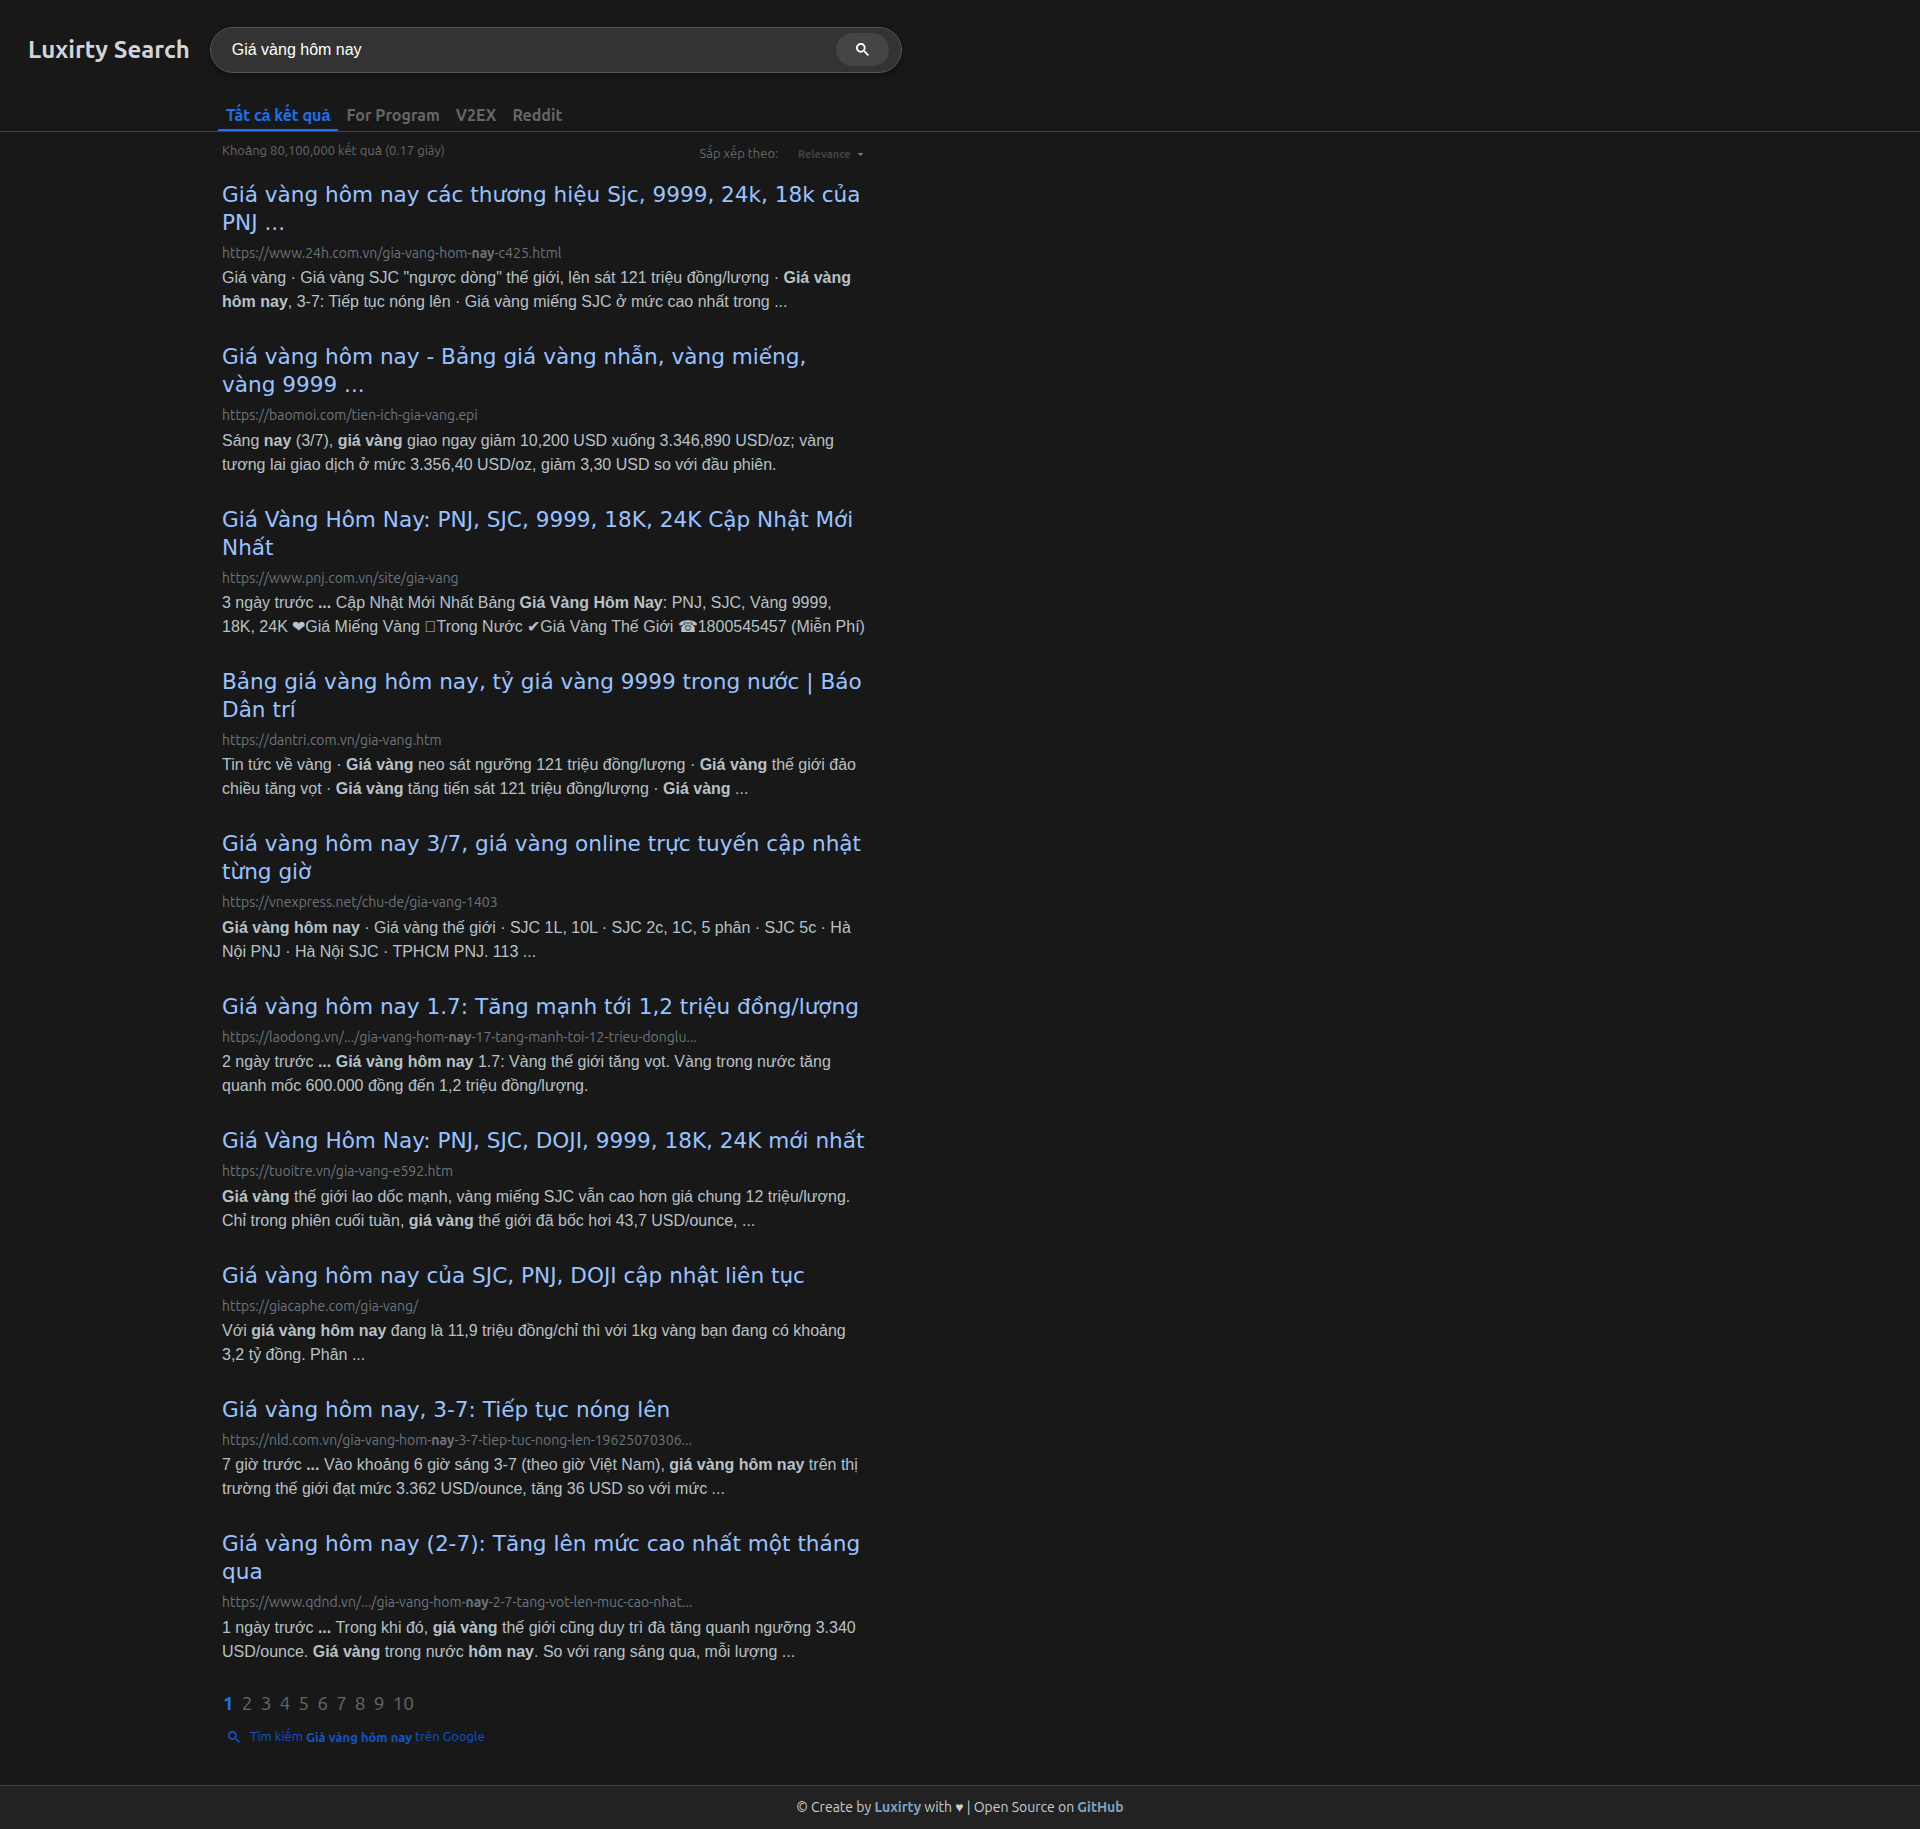 Luxirty Search
Giá vàng hôm nay
Tất cả kết quả For Program V2EX Reddit
Khoảng 80,100,000 kết quả (0.17 giây)
Sắp xếp theo: Relevance
Giá vàng hôm nay các thương hiệu Sjc, 9999, 24k, 18k của
PNJ ...
https://www.24h.com.vn/gia-vang-hom-nay-c425.html
Giá vàng · Giá vàng SJC "ngược dòng" thế giới, lên sát 121 triệu đồng/lượng · Giá vàng
hôm nay, 3-7: Tiếp tục nóng lên · Giá vàng miếng SJC ở mức cao nhất trong ...
Giá vàng hôm nay - Bảng giá vàng nhẫn, vàng miếng,
vàng 9999 ...
https://baomoi.com/tien-ich-gia-vang.epi
Sáng nay (3/7), giá vàng giao ngay giảm 10,200 USD xuống 3.346,890 USD/oz; vàng
tương lai giao dịch ở mức 3.356,40 USD/oz, giảm 3,30 USD so với đầu phiên.
Giá Vàng Hôm Nay: PNJ, SJC, 9999, 18K, 24K Cập Nhật Mới
Nhất
https://www.pnj.com.vn/site/gia-vang
3 ngày trước ... Cập Nhật Mới Nhất Bảng Giá Vàng Hôm Nay: PNJ, SJC, Vàng 9999,
18K, 24K ❤Giá Miếng Vàng Trong Nước ✔Giá Vàng Thế Giới ☎1800545457 (Miễn Phí)
Bảng giá vàng hôm nay, tỷ giá vàng 9999 trong nước | Báo
Dân trí
https://dantri.com.vn/gia-vang.htm
Tin tức về vàng · Giá vàng neo sát ngưỡng 121 triệu đồng/lượng · Giá vàng thế giới đảo
chiều tăng vọt · Giá vàng tăng tiến sát 121 triệu đồng/lượng · Giá vàng ...
Giá vàng hôm nay 3/7, giá vàng online trực tuyến cập nhật
từng giờ
https://vnexpress.net/chu-de/gia-vang-1403
Giá vàng hôm nay · Giá vàng thế giới · SJC 1L, 10L · SJC 2c, 1C, 5 phân · SJC 5c · Hà
Nội PNJ · Hà Nội SJC · TPHCM PNJ. 113 ...
Giá vàng hôm nay 1.7: Tăng mạnh tới 1,2 triệu đồng/lượng
https://laodong.vn/.../gia-vang-hom-nay-17-tang-manh-toi-12-trieu-donglu...
2 ngày trước ... Giá vàng hôm nay 1.7: Vàng thế giới tăng vọt. Vàng trong nước tăng
quanh mốc 600.000 đồng đến 1,2 triệu đồng/lượng.
Giá Vàng Hôm Nay: PNJ, SJC, DOJI, 9999, 18K, 24K mới nhất
https://tuoitre.vn/gia-vang-e592.htm
Giá vàng thế giới lao dốc mạnh, vàng miếng SJC vẫn cao hơn giá chung 12 triệu/lượng.
Chỉ trong phiên cuối tuần, giá vàng thế giới đã bốc hơi 43,7 USD/ounce, ...
Giá vàng hôm nay của SJC, PNJ, DOJI cập nhật liên tục
https://giacaphe.com/gia-vang/
Với giá vàng hôm nay đang là 11,9 triệu đồng/chỉ thì với 1kg vàng bạn đang có khoảng
3,2 tỷ đồng. Phân ...
Giá vàng hôm nay, 3-7: Tiếp tục nóng lên
https://nld.com.vn/gia-vang-hom-nay-3-7-tiep-tuc-nong-len-19625070306...
7 giờ trước ... Vào khoảng 6 giờ sáng 3-7 (theo giờ Việt Nam), giá vàng hôm nay trên thị
trường thế giới đạt mức 3.362 USD/ounce, tăng 36 USD so với mức ...
Giá vàng hôm nay (2-7): Tăng lên mức cao nhất một tháng
qua
https://www.qdnd.vn/.../gia-vang-hom-nay-2-7-tang-vot-len-muc-cao-nhat...
1 ngày trước ... Trong khi đó, giá vàng thế giới cũng duy trì đà tăng quanh ngưỡng 3.340
USD/ounce. Giá vàng trong nước hôm nay. So với rạng sáng qua, mỗi lượng ...
1 2 3 4 5 6 7 8 9 10
Tìm kiếm Giá vàng hôm nay trên Google
© Create by Luxirty with ♥ | Open Source on GitHub